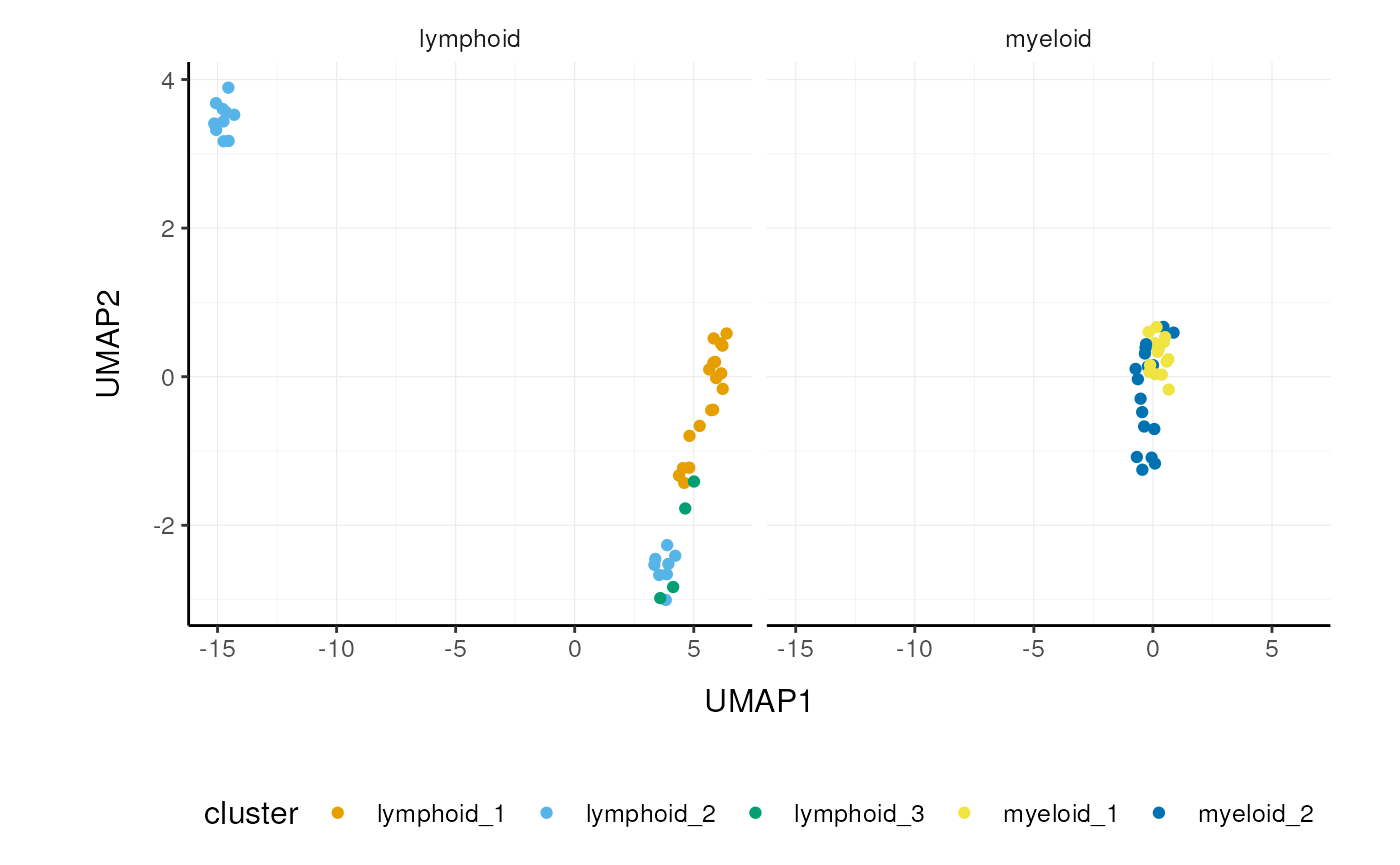 lymphoid myeloid
4
2
0
-2
UMAP2
-15 -10 -5 0 5 -15 -10 -5 0 5
UMAP1
cluster lymphoid_1 lymphoid_2 lymphoid_3 myeloid_1 myeloid_2